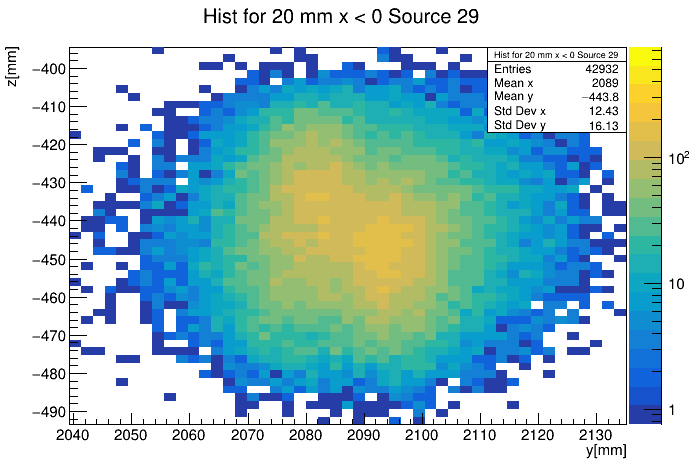 Hist for 20 mm x < 0 Source 29
z[mm]
Hist for 20 mm x < 0 Source 29
Entries 42932
Mean x 2089
Mean y −443.8
Std Dev x 12.43
Std Dev y 16.13
−400
−410
−420
−430
−440
−450
−460
−470
−480
−490
10²
10
1
2040 2050 2060 2070 2080 2090 2100 2110 2120 2130
y[mm]